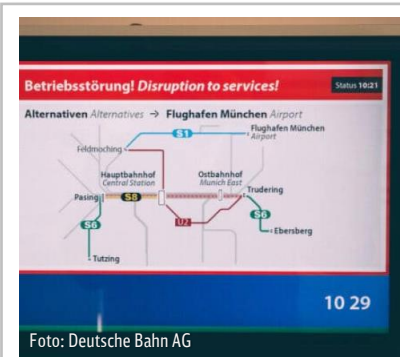 Betriebsstörung! Disruption to services!
Status 10:21
Alternativen Alternatives → Flughafen München Airport
S1
Flughafen München
Airport
Feldmoching
Hauptbahnhof
Central Station
Ostbahnhof
Munich East
Trudering
Pasing
S8
S6
U2
S6
Ebersberg
Tutzing
10 29
Foto: Deutsche Bahn AG